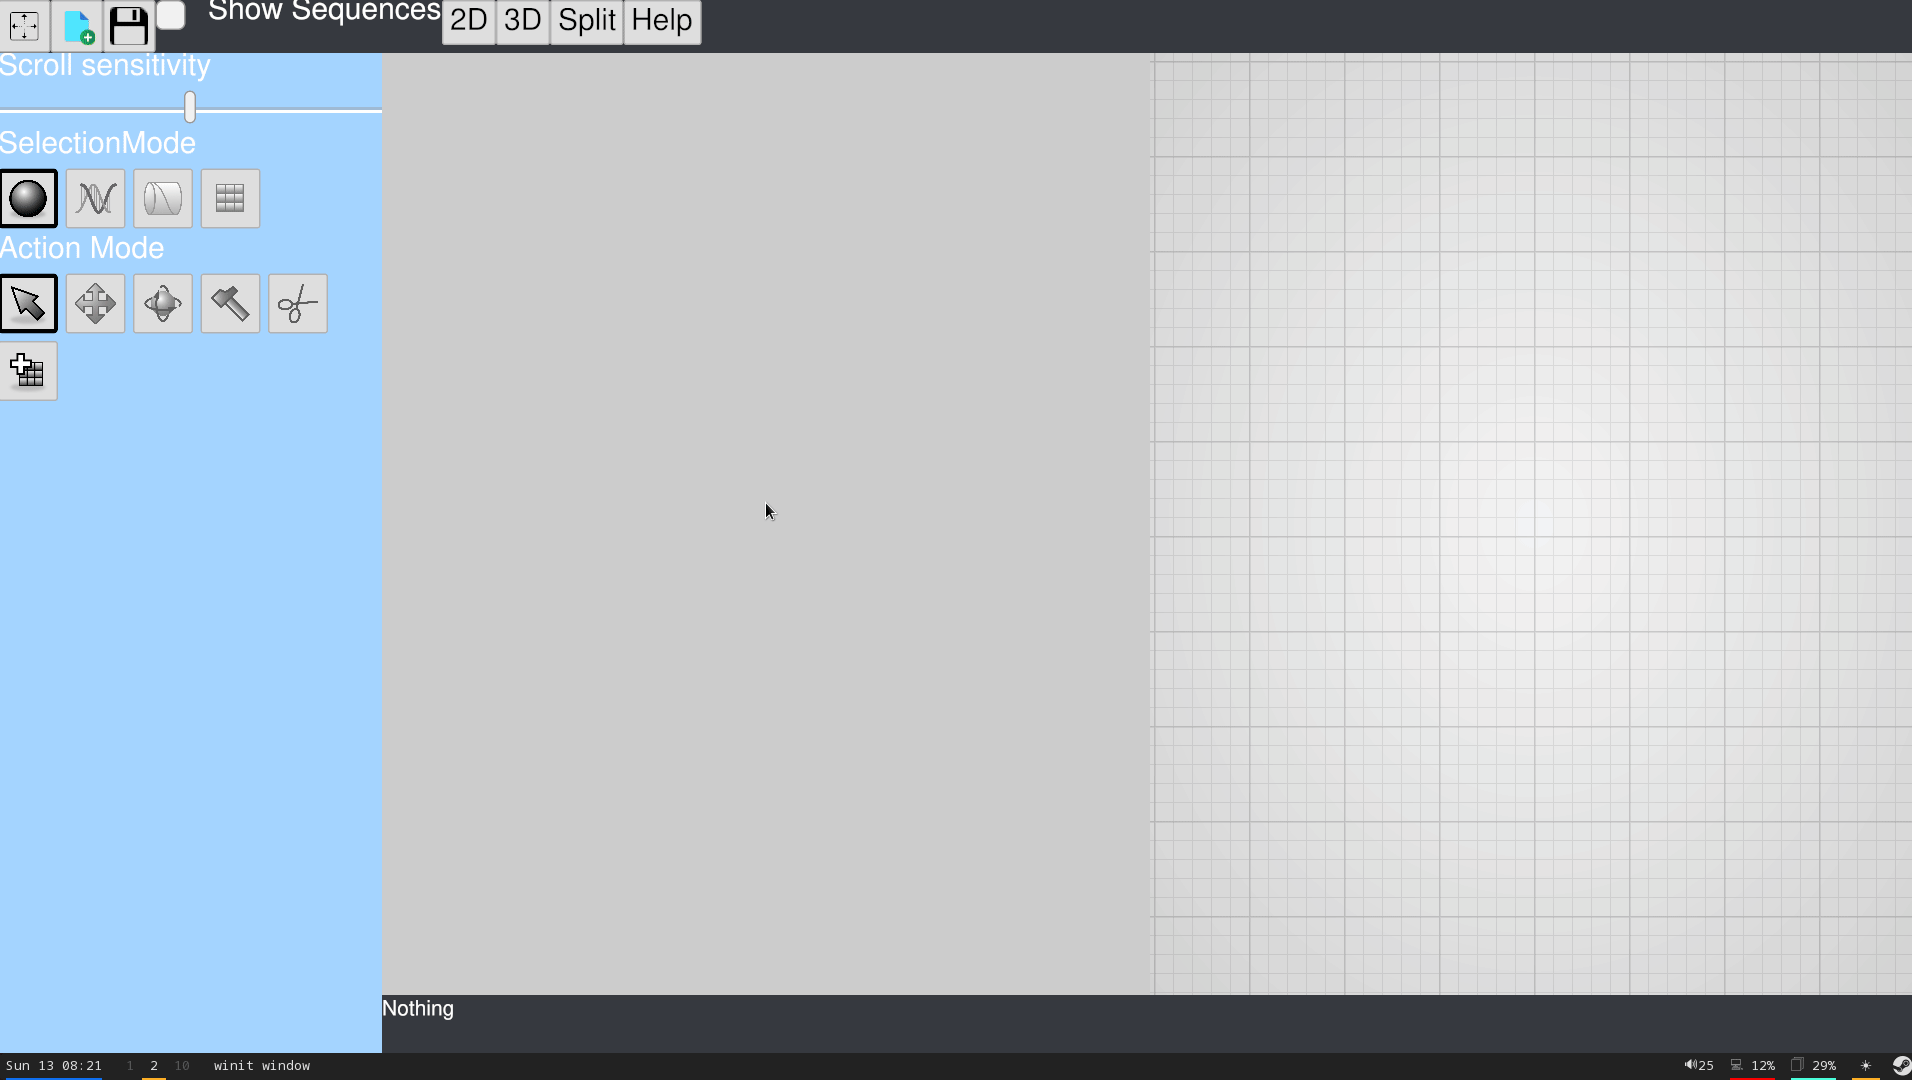 Show Sequences 2D 3D Split Help
Scroll sensitivity
SelectionMode
Action Mode
Nothing
Sun 13 08:21 1 2 10 winit window 25 12% 29%